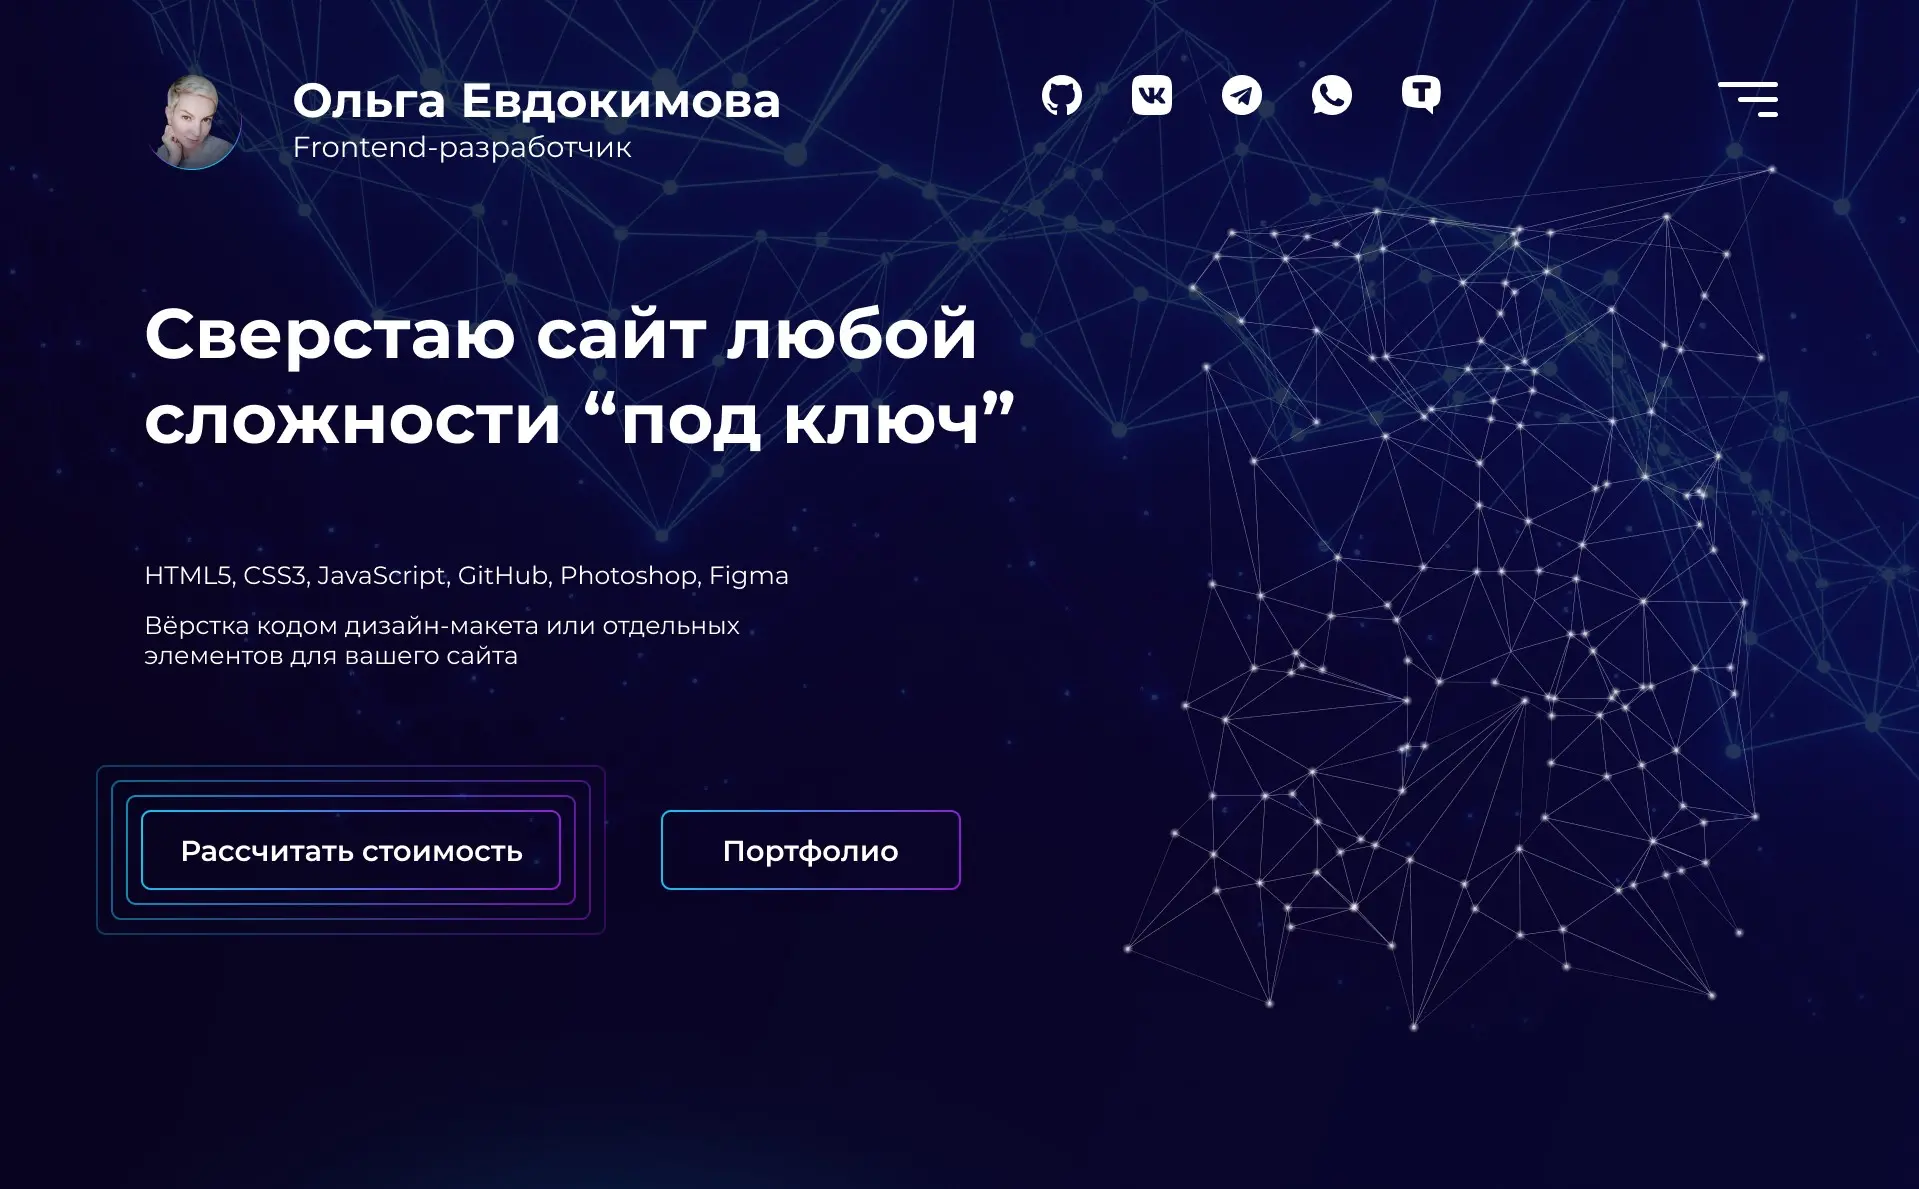 Ольга Евдокимова
Frontend-разработчик
Сверстаю сайт любой
сложности “под ключ”
HTML5, CSS3, JavaScript, GitHub, Photoshop, Figma
Вёрстка кодом дизайн-макета или отдельных
элементов для вашего сайта
Рассчитать стоимость
Портфолио